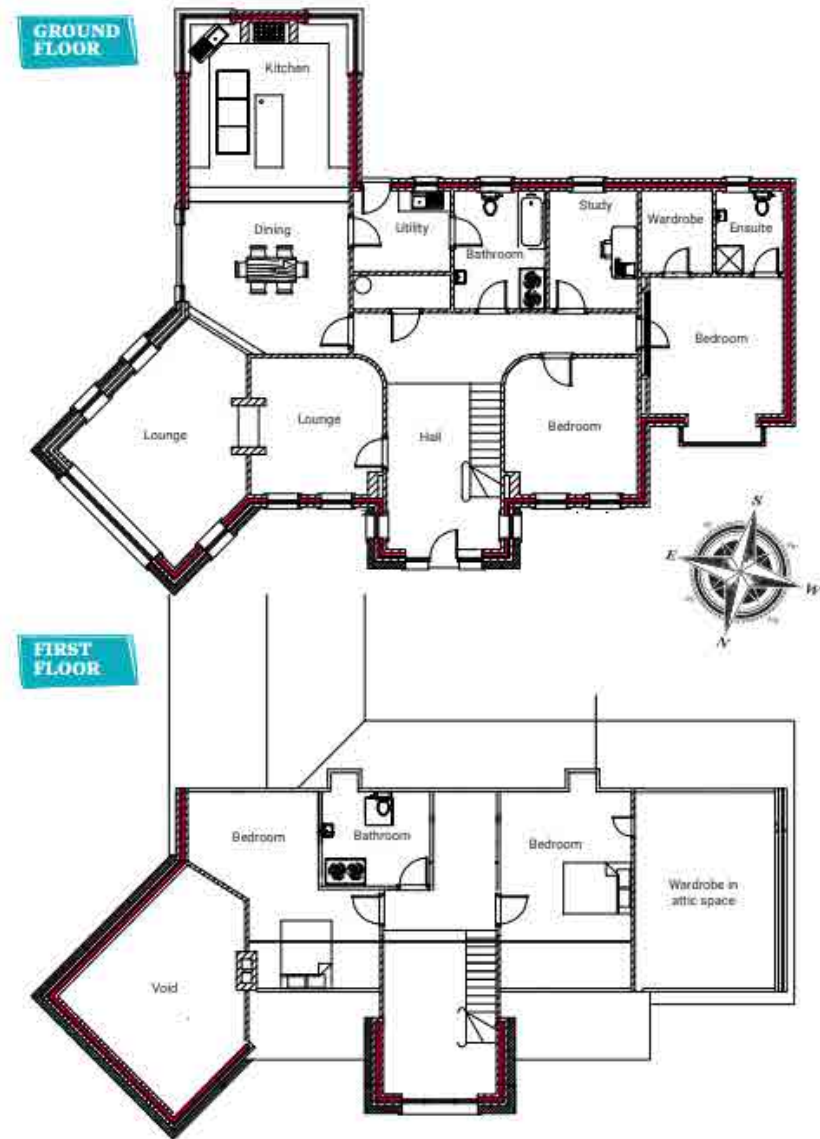 GROUND
FLOOR
Kitchen
Dining
Utility
Bathroom
Study
Wardrobe
Ensuite
Bedroom
Lounge
Lounge
Hall
Bedroom
S
E
W
N
FIRST
FLOOR
Bedroom
Bathroom
Bedroom
Wardrobe in
attic space
Void